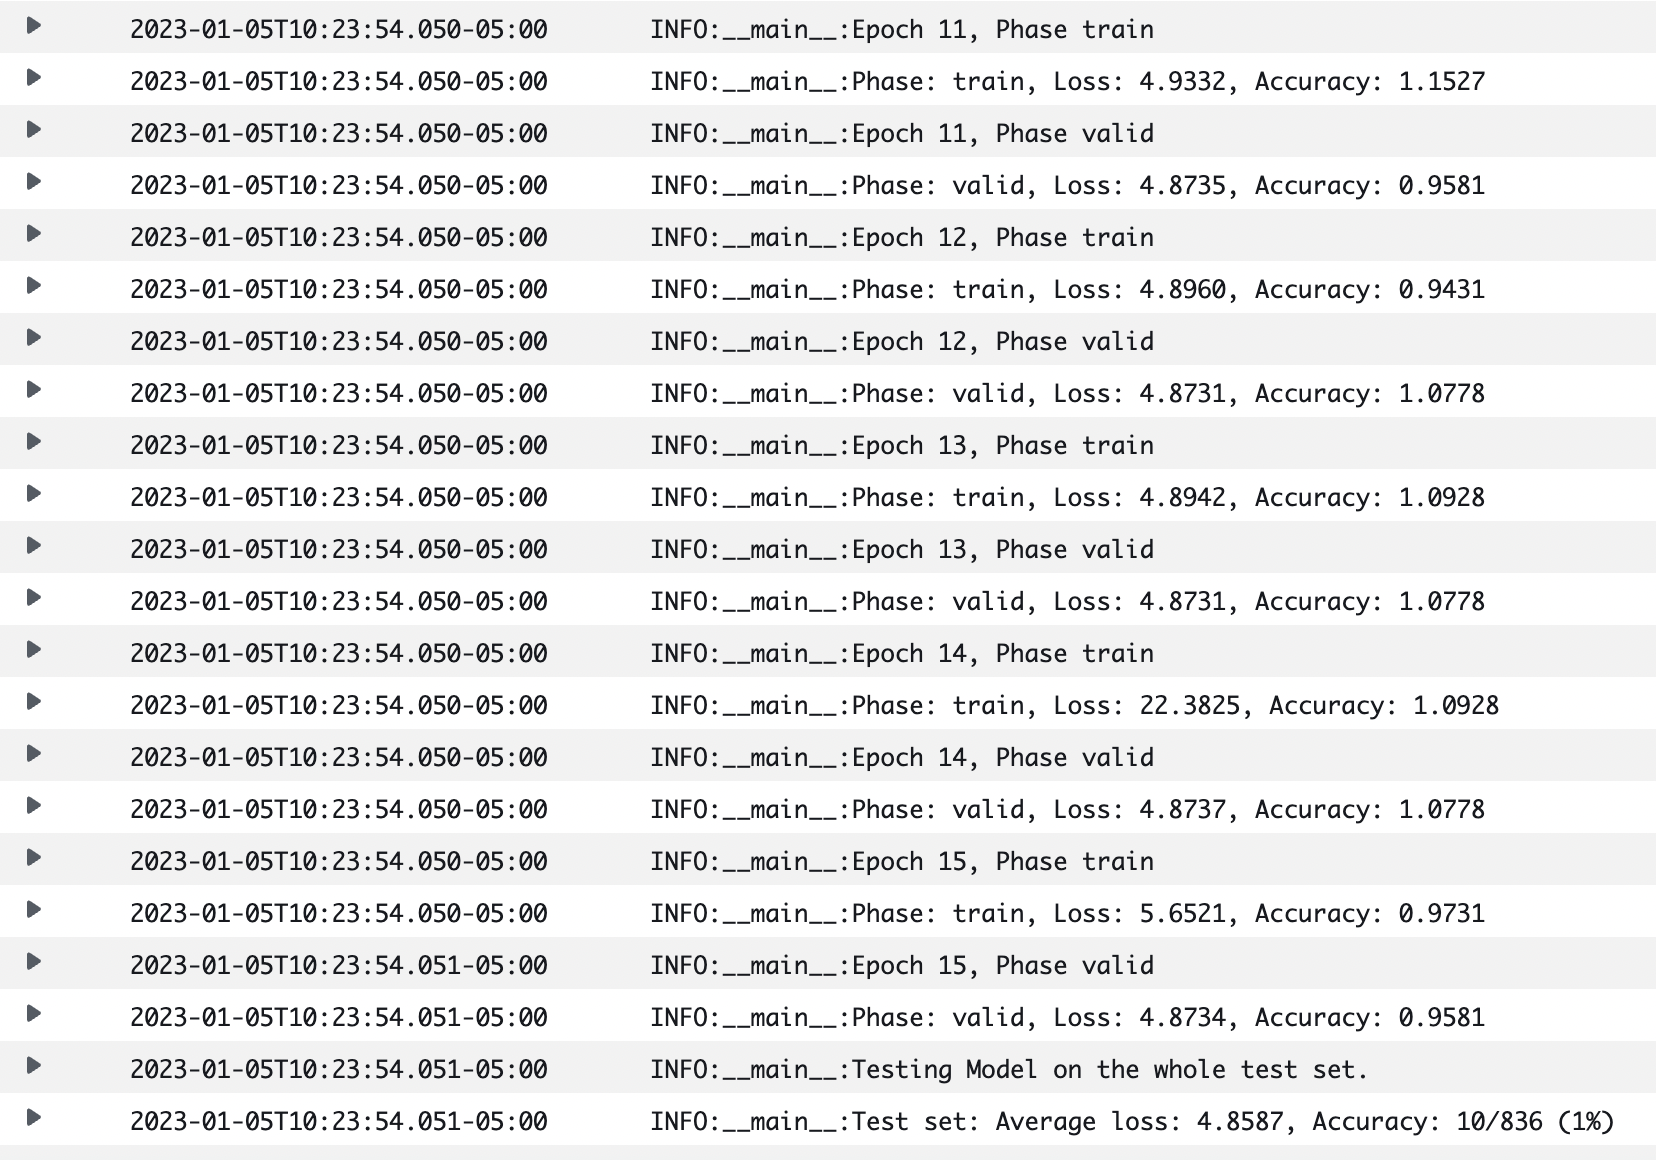 2023-01-05T10:23:54.050-05:00 INFO:__main__:Epoch 11, Phase train
2023-01-05T10:23:54.050-05:00 INFO:__main__:Phase: train, Loss: 4.9332, Accuracy: 1.1527
2023-01-05T10:23:54.050-05:00 INFO:__main__:Epoch 11, Phase valid
2023-01-05T10:23:54.050-05:00 INFO:__main__:Phase: valid, Loss: 4.8735, Accuracy: 0.9581
2023-01-05T10:23:54.050-05:00 INFO:__main__:Epoch 12, Phase train
2023-01-05T10:23:54.050-05:00 INFO:__main__:Phase: train, Loss: 4.8960, Accuracy: 0.9431
2023-01-05T10:23:54.050-05:00 INFO:__main__:Epoch 12, Phase valid
2023-01-05T10:23:54.050-05:00 INFO:__main__:Phase: valid, Loss: 4.8731, Accuracy: 1.0778
2023-01-05T10:23:54.050-05:00 INFO:__main__:Epoch 13, Phase train
2023-01-05T10:23:54.050-05:00 INFO:__main__:Phase: train, Loss: 4.8942, Accuracy: 1.0928
2023-01-05T10:23:54.050-05:00 INFO:__main__:Epoch 13, Phase valid
2023-01-05T10:23:54.050-05:00 INFO:__main__:Phase: valid, Loss: 4.8731, Accuracy: 1.0778
2023-01-05T10:23:54.050-05:00 INFO:__main__:Epoch 14, Phase train
2023-01-05T10:23:54.050-05:00 INFO:__main__:Phase: train, Loss: 22.3825, Accuracy: 1.0928
2023-01-05T10:23:54.050-05:00 INFO:__main__:Epoch 14, Phase valid
2023-01-05T10:23:54.050-05:00 INFO:__main__:Phase: valid, Loss: 4.8737, Accuracy: 1.0778
2023-01-05T10:23:54.050-05:00 INFO:__main__:Epoch 15, Phase train
2023-01-05T10:23:54.050-05:00 INFO:__main__:Phase: train, Loss: 5.6521, Accuracy: 0.9731
2023-01-05T10:23:54.051-05:00 INFO:__main__:Epoch 15, Phase valid
2023-01-05T10:23:54.051-05:00 INFO:__main__:Phase: valid, Loss: 4.8734, Accuracy: 0.9581
2023-01-05T10:23:54.051-05:00 INFO:__main__:Testing Model on the whole test set.
2023-01-05T10:23:54.051-05:00 INFO:__main__:Test set: Average loss: 4.8587, Accuracy: 10/836 (1%)